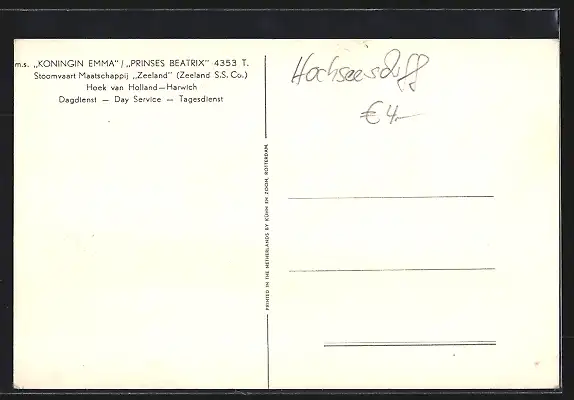 m.s. „KONINGIN EMMA"/„PRINSES BEATRIX" 4353 T.
Stoomvaart Maatschappij „Zeeland" (Zeeland S.S. Co.)
Hoek van Holland—Harwich
Dagdienst — Day Service — Tagesdienst
PRINTED IN THE NETHERLANDS BY KÜHN EN ZOON, ROTTERDAM.
Hochseeschiff
€ 4,-